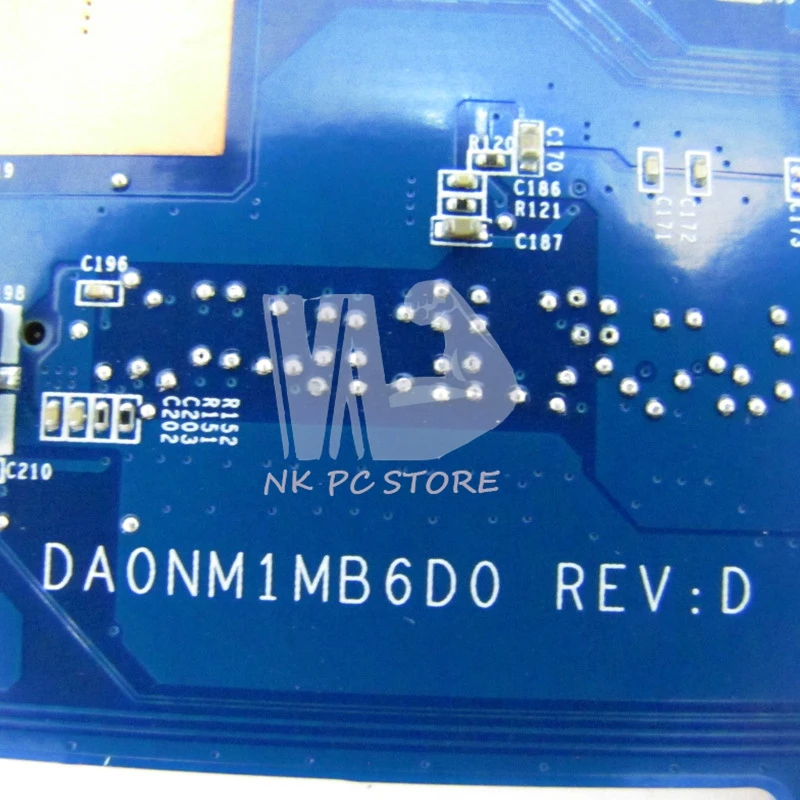 R120
C170
C186
R121
C187
C171
C172
C173
C196
98
R152
R151
C203
C202
C210
NK PC STORE
DA0NM1MB6D0 REV:D